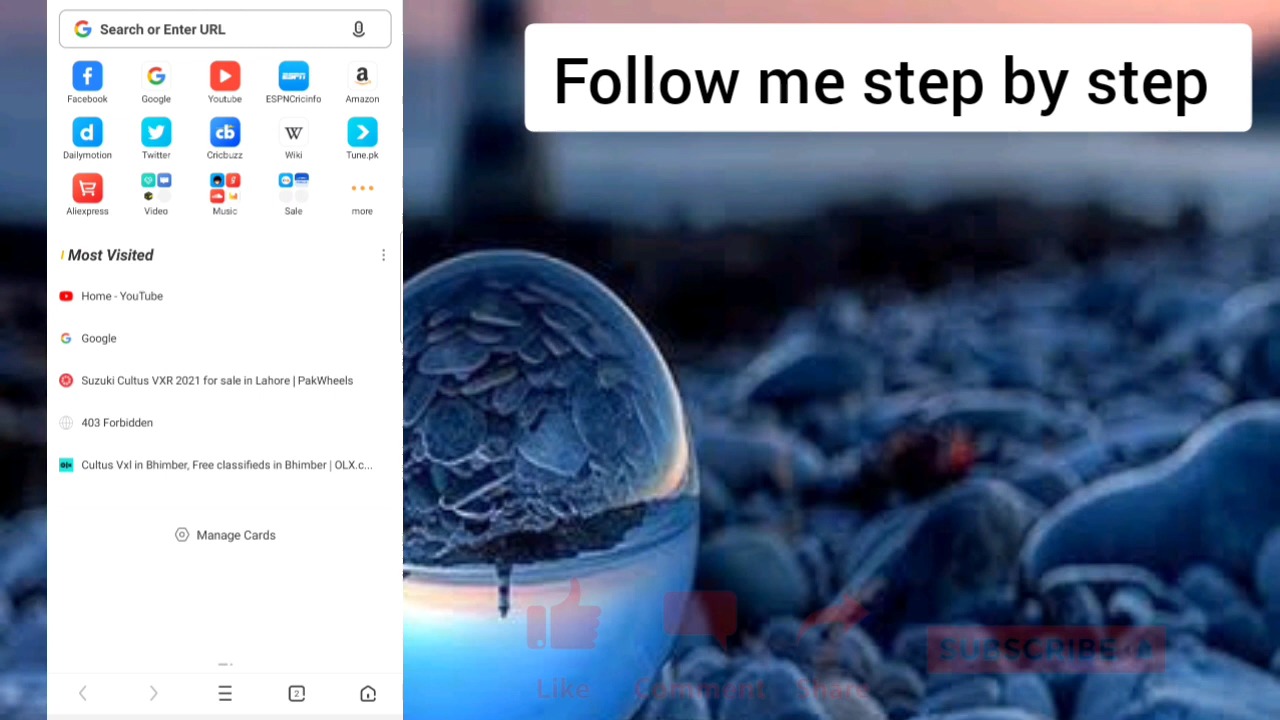 Search or Enter URL
Follow me step by step
Facebook
Google
Youtube
ESPNCricinfo
Amazon
Dailymotion
Twitter
Cricbuzz
Wiki
Tune.pk
Aliexpress
Video
Music
Sale
more
Most Visited
Home - YouTube
Google
Suzuki Cultus VXR 2021 for sale in Lahore | PakWheels
403 Forbidden
Cultus Vxl in Bhimber, Free classifieds in Bhimber | OLX.c...
Manage Cards
2
SUBSCRIBE
Like
Comment
Share